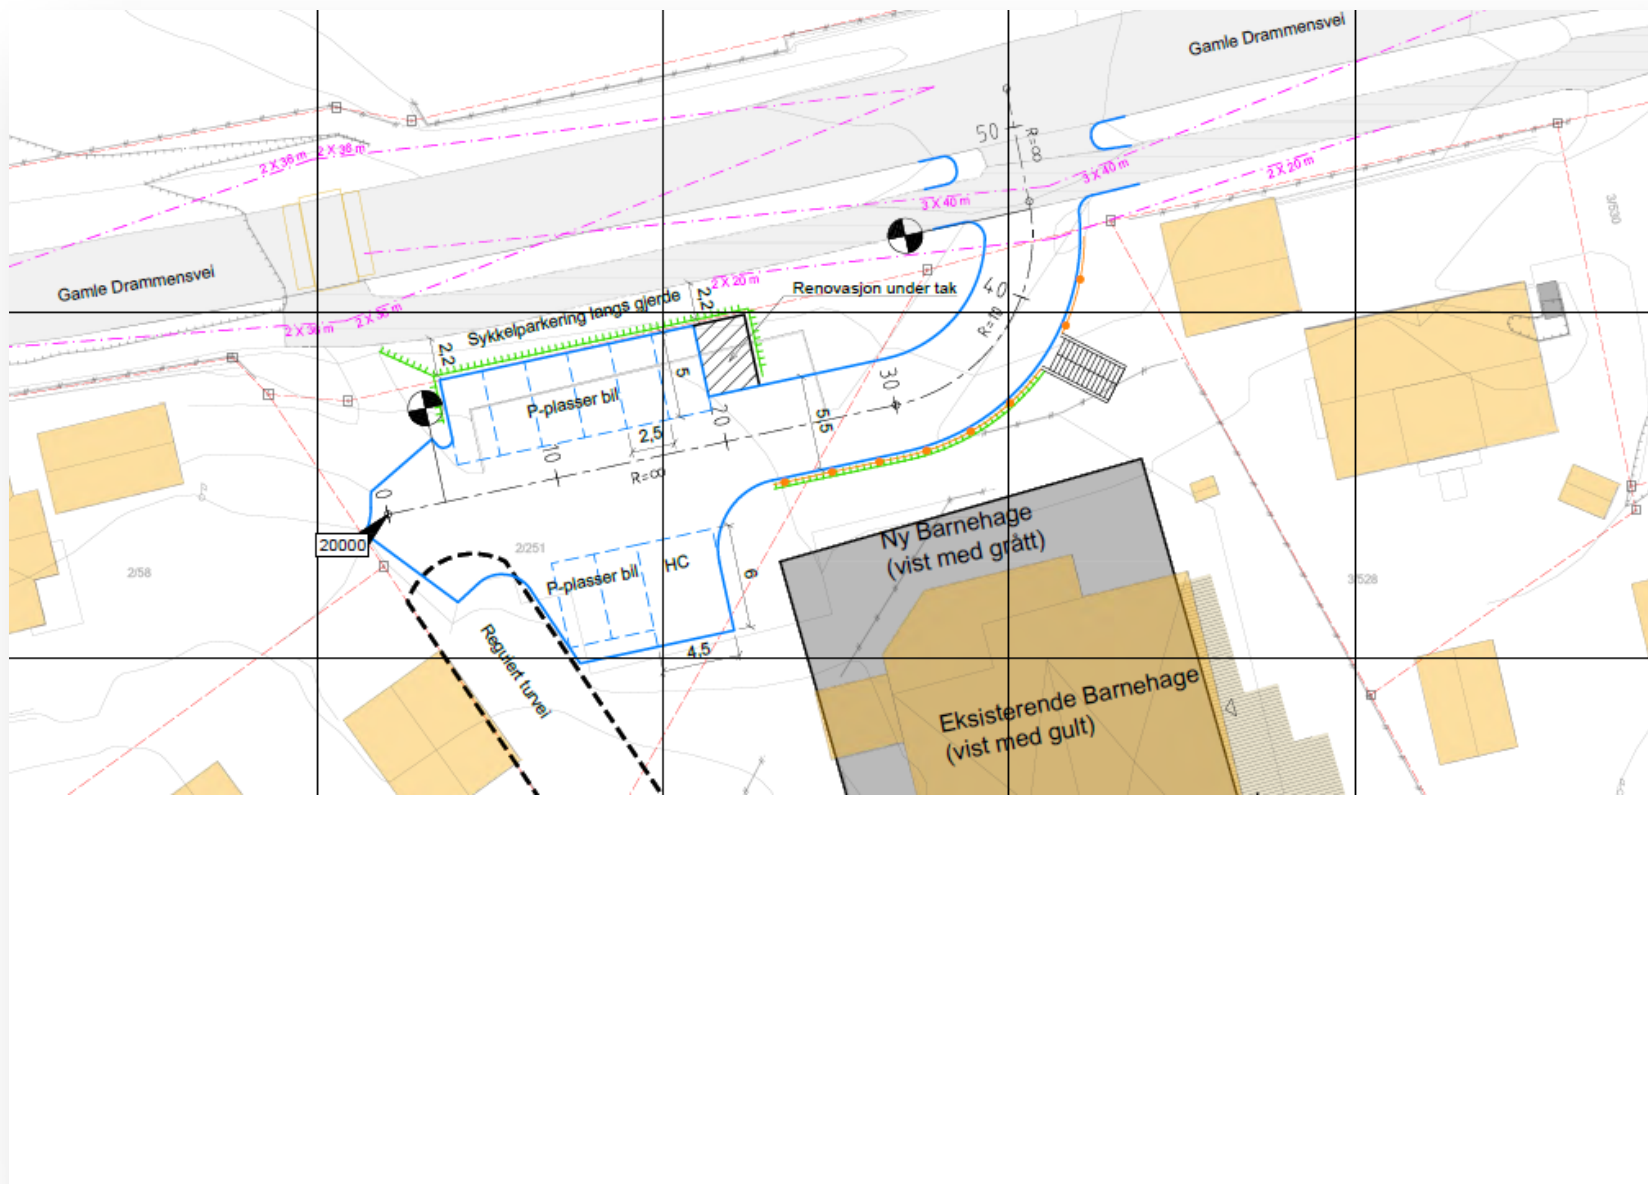 Gamle Drammensvei
50
R=∞
2 X 36 m
2 X 36 m
3 X 40 m
2 X 20 m
3 X 40 m
3/530
Gamle Drammensvei
2 X 20 m
Renovasjon under tak
40
R=10
Sykkelparkering langs gjerde
2,2
2 X 36 m
2 X 36 m
2,2
5
30
P-plasser bil
5,5
20
2,5
10
R=∞
0
20000
2/251
Ny Barnehage
(vist med grått)
P-plasser bil
HC
6
2/58
3/528
Regulert turvei
4,5
Eksisterende Barnehage
(vist med gult)